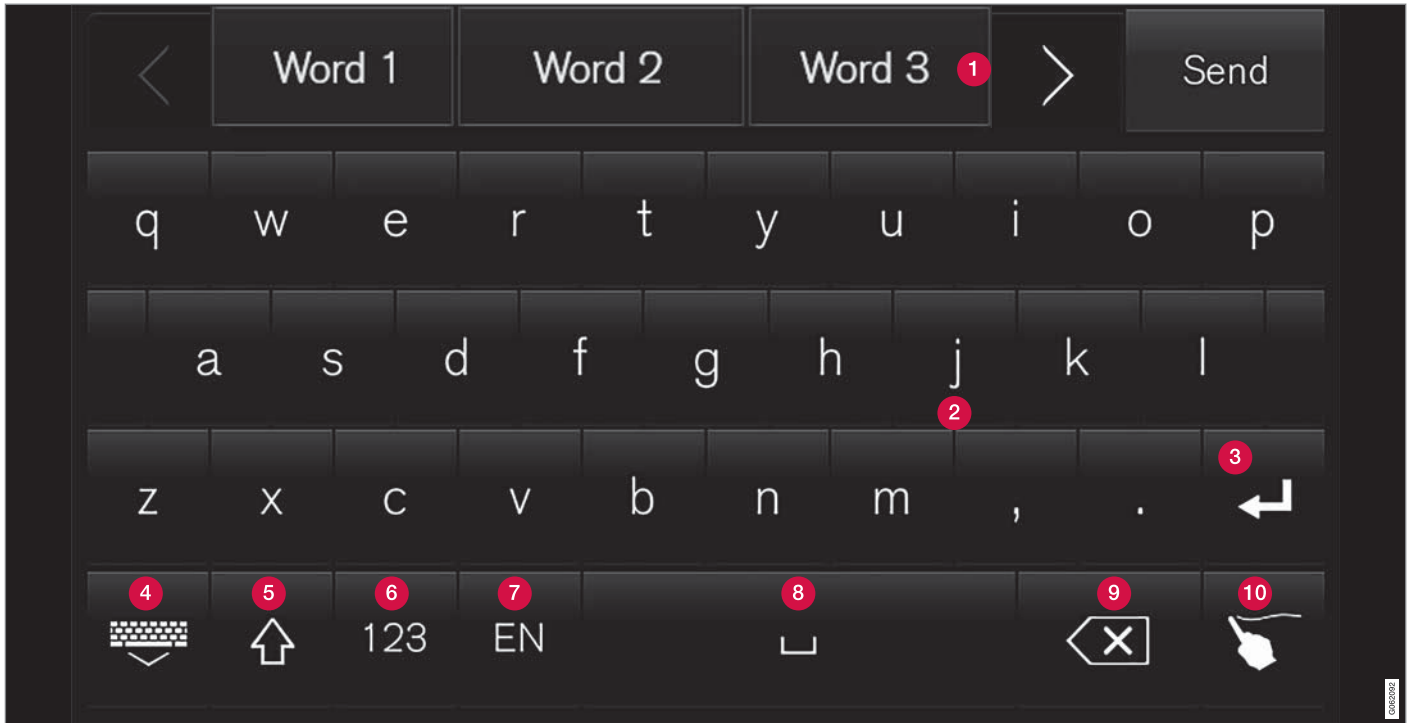 Word 1 Word 2 Word 3 1 Send
q w e r t y u i o p
a s d f g h j k l
2
3
z x c v b n m , .
4 5 6 7 8 9 10
123 EN
G062092